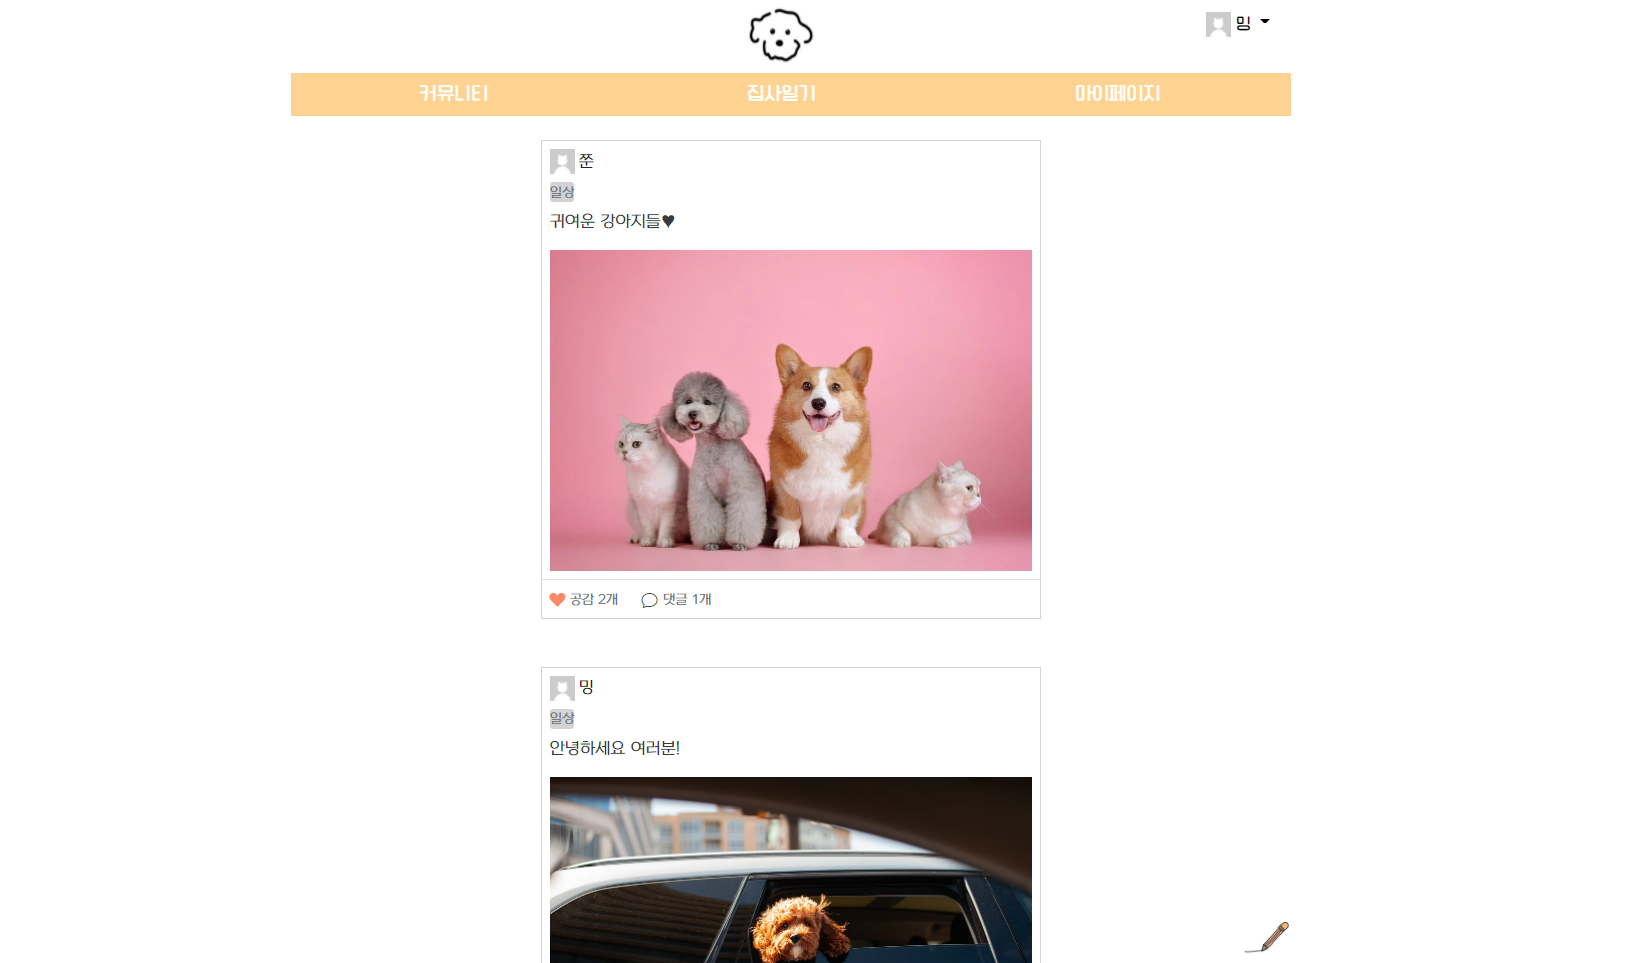 밍
커뮤니티 집사일기 마이페이지
쭌
일상
귀여운 강아지들♥
공감 2개 댓글 1개
밍
일상
안녕하세요 여러분!